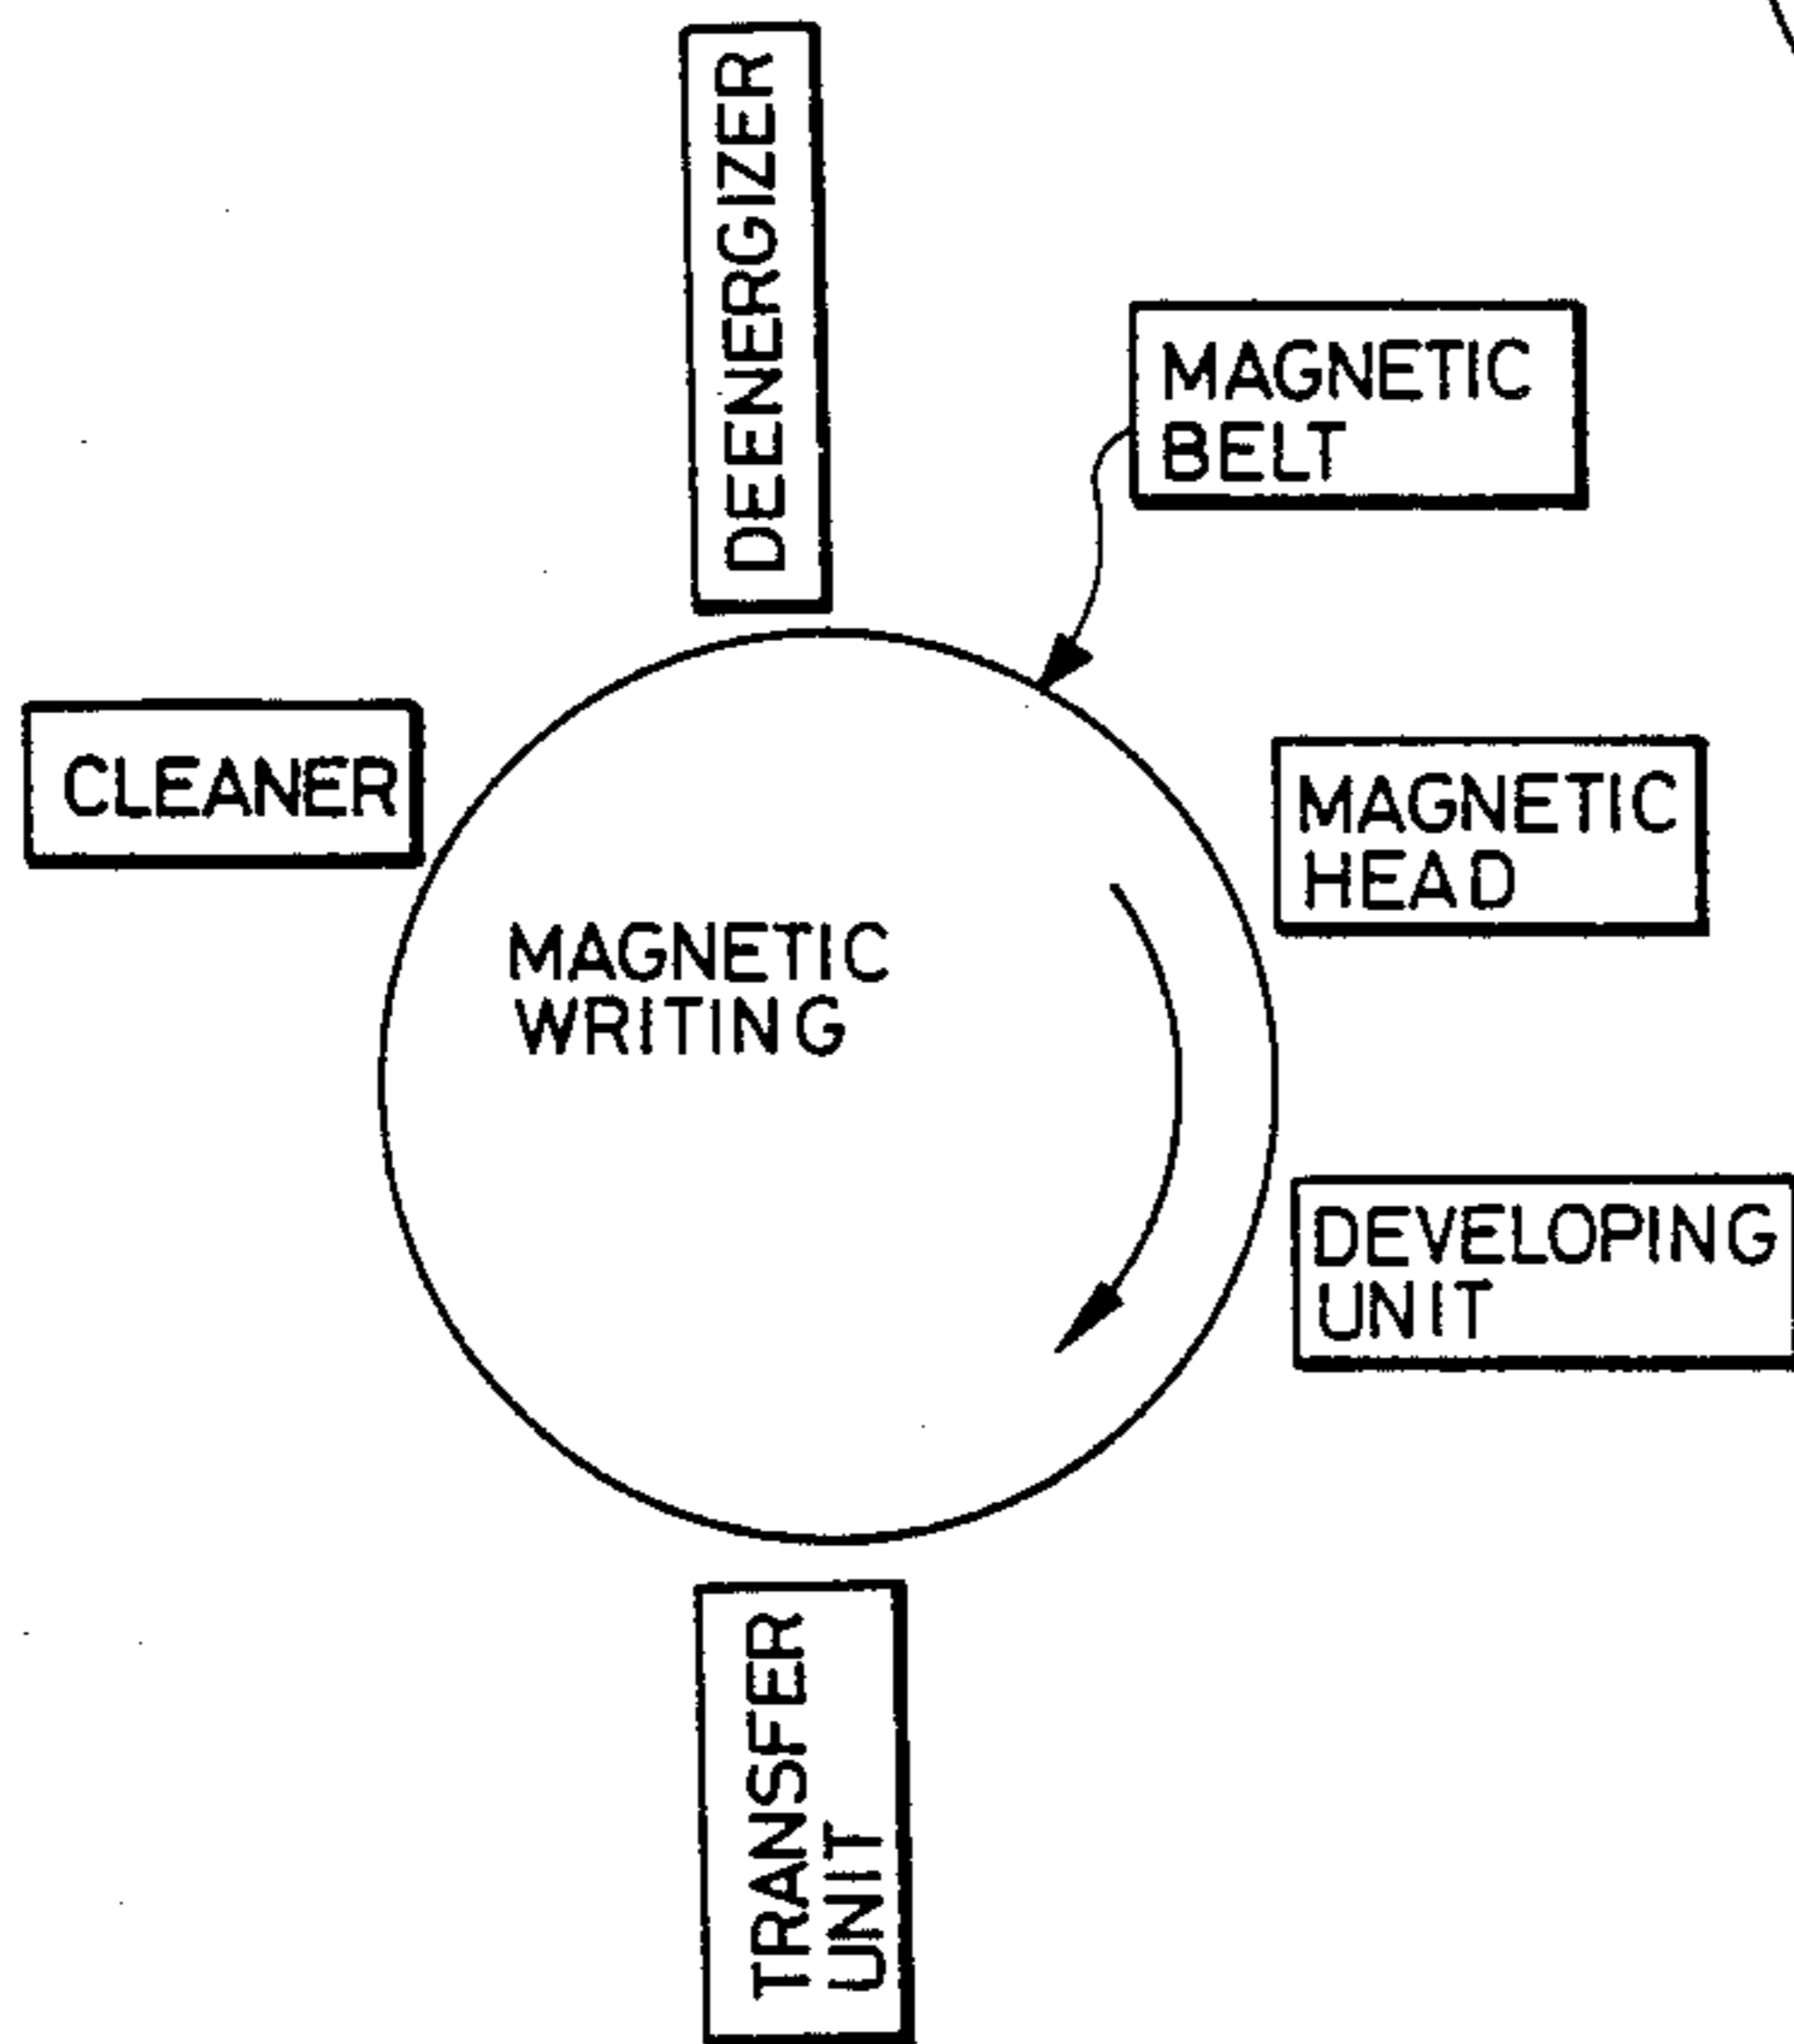 DEENERGIZER
MAGNETIC
BELT
CLEANER
MAGNETIC
HEAD
MAGNETIC
WRITING
DEVELOPING
UNIT
TRANSFER
UNIT